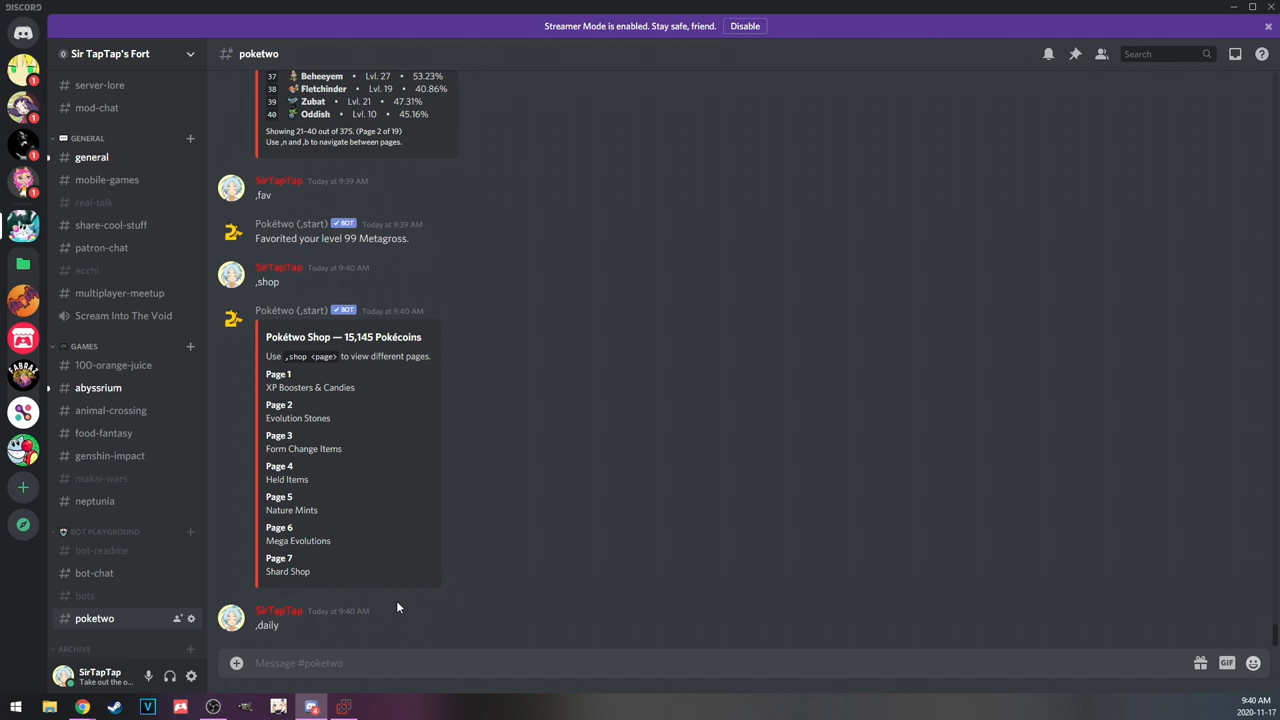 DISCORD
Streamer Mode is enabled. Stay safe, friend.
Disable
Sir TapTap's Fort
server-lore
mod-chat
GENERAL
general
mobile-games
real-talk
share-cool-stuff
patron-chat
ecchi
multiplayer-meetup
Scream Into The Void
GAMES
100-orange-juice
abyssrium
animal-crossing
food-fantasy
genshin-impact
makai-wars
neptunia
BOT PLAYGROUND
bot-readme
bot-chat
bots
poketwo
ARCHIVE
SirTapTap
Take out the o...
poketwo
Search
37 Beheeyem • Lvl. 27 • 53.23%
38 Fletchinder • Lvl. 19 • 40.86%
39 Zubat • Lvl. 21 • 47.31%
40 Oddish • Lvl. 10 • 45.16%
Showing 21-40 out of 375. (Page 2 of 19)
Use ,n and ,b to navigate between pages.
SirTapTap Today at 9:39 AM
,fav
Pokétwo (,start) BOT Today at 9:39 AM
Favorited your level 99 Metagross.
SirTapTap Today at 9:40 AM
,shop
Pokétwo (,start) BOT Today at 9:40 AM
Pokétwo Shop — 15,145 Pokécoins
Use ,shop <page> to view different pages.
Page 1
XP Boosters & Candies
Page 2
Evolution Stones
Page 3
Form Change Items
Page 4
Held Items
Page 5
Nature Mints
Page 6
Mega Evolutions
Page 7
Shard Shop
SirTapTap Today at 9:40 AM
,daily
Message #poketwo
GIF
9:40 AM
2020-11-17